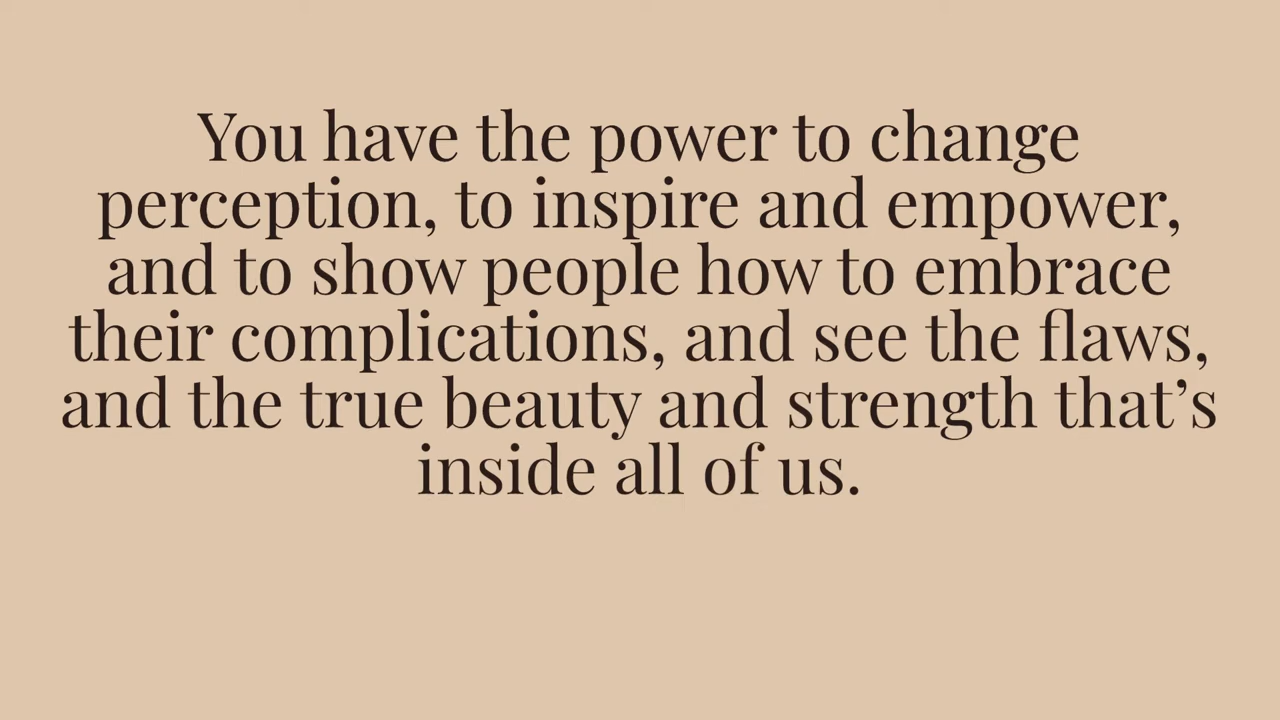 You have the power to change
perception, to inspire and empower,
and to show people how to embrace
their complications, and see the flaws,
and the true beauty and strength that’s
inside all of us.